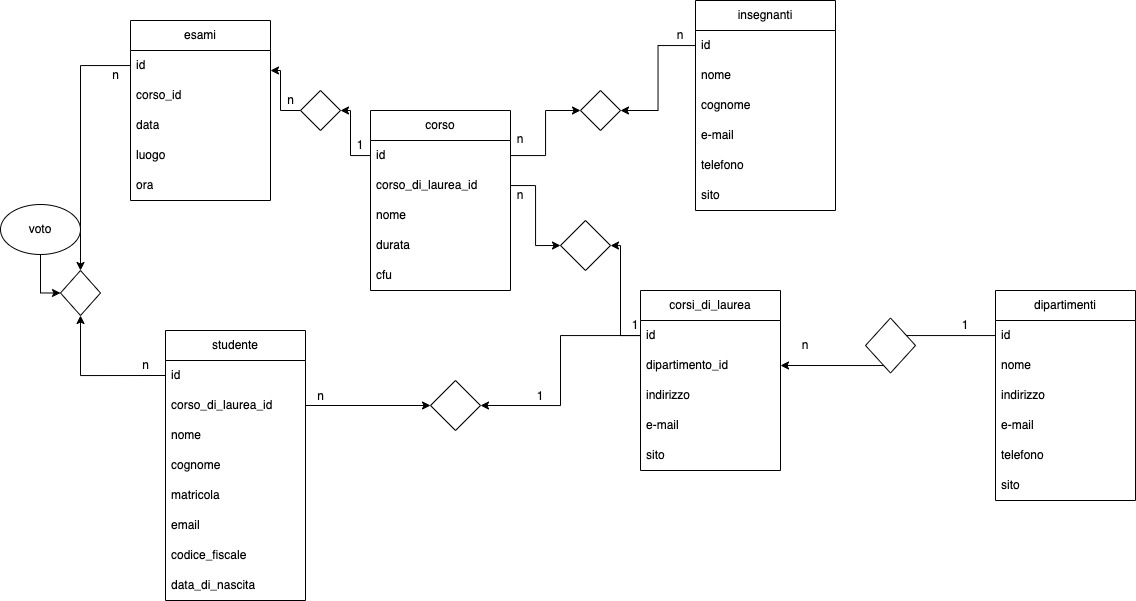 esami
id
corso_id
data
luogo
ora
n
n
1
voto
corso
id
corso_di_laurea_id
nome
durata
cfu
n
n
n
insegnanti
id
nome
cognome
e-mail
telefono
sito
studente
id
corso_di_laurea_id
nome
cognome
matricola
email
codice_fiscale
data_di_nascita
n
n
1
1
corsi_di_laurea
id
dipartimento_id
indirizzo
e-mail
sito
n
1
dipartimenti
id
nome
indirizzo
e-mail
telefono
sito